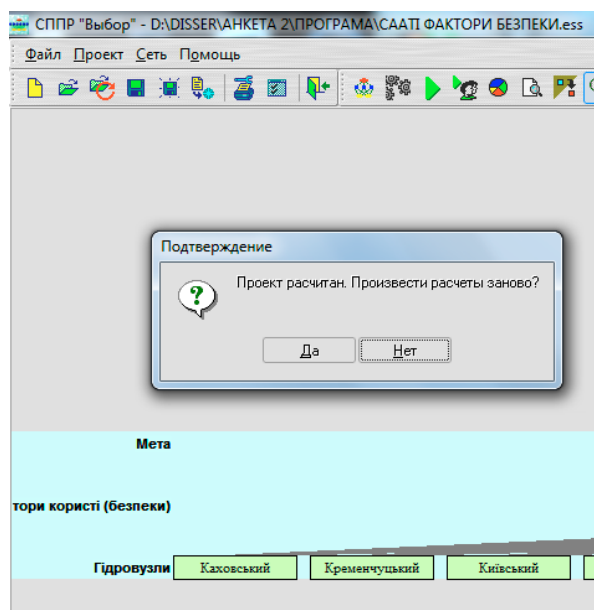 СППР "Выбор" - D:\DISSER\АНКЕТА 2\ПРОГРАМА\СААТІ ФАКТОРИ БЕЗПЕКИ.ess
Файл Проект Сеть Помощь
Подтверждение
Проект расчитан. Произвести расчеты заново?
Да Нет
Мета
тори користі (безпеки)
Гідровузли Каховський Кременчуцький Київський